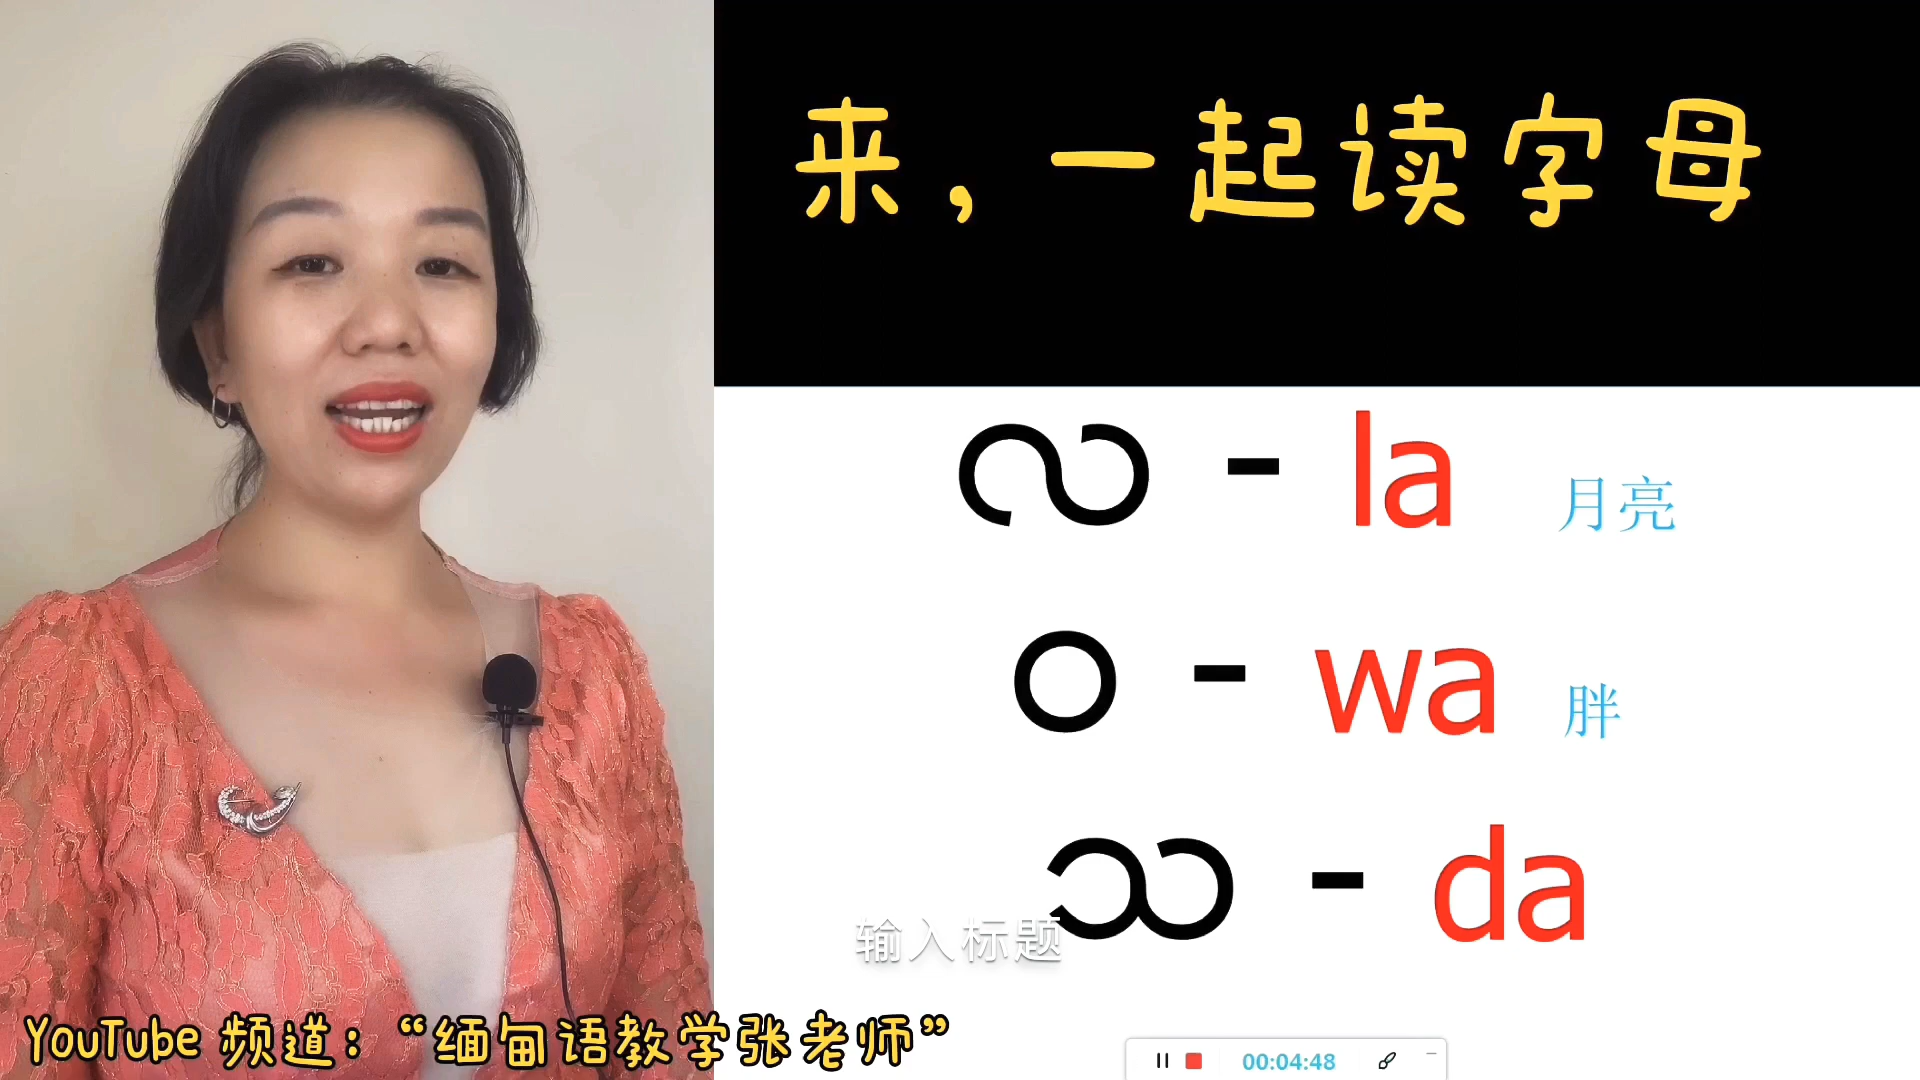 来，一起读字母
လ - la 月亮
ဝ - wa 胖
သ - da
输入标题
YouTube 频道：“缅甸语教学张老师”
00:04:48